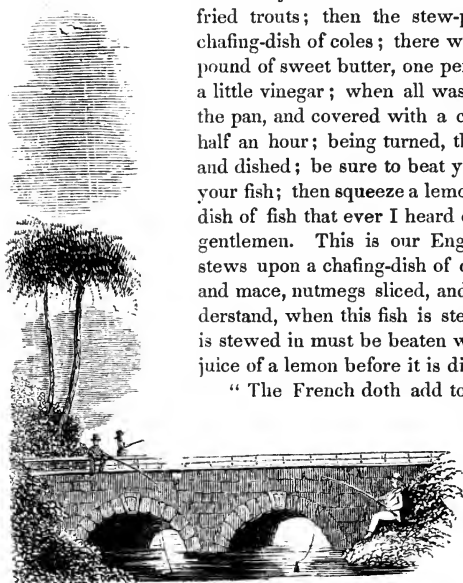 fried trouts; then the stew-
chafing-dish of coles; there w
pound of sweet butter, one pe
a little vinegar; when all was
the pan, and covered with a c
half an hour; being turned, th
and dished; be sure to beat y
your fish; then squeeze a lemo
dish of fish that ever I heard
gentlemen. This is our Eng
stews upon a chafing-dish of
and mace, nutmegs sliced, and
derstand, when this fish is ste
is stewed in must be beaten w
juice of a lemon before it is di
“ The French doth add to